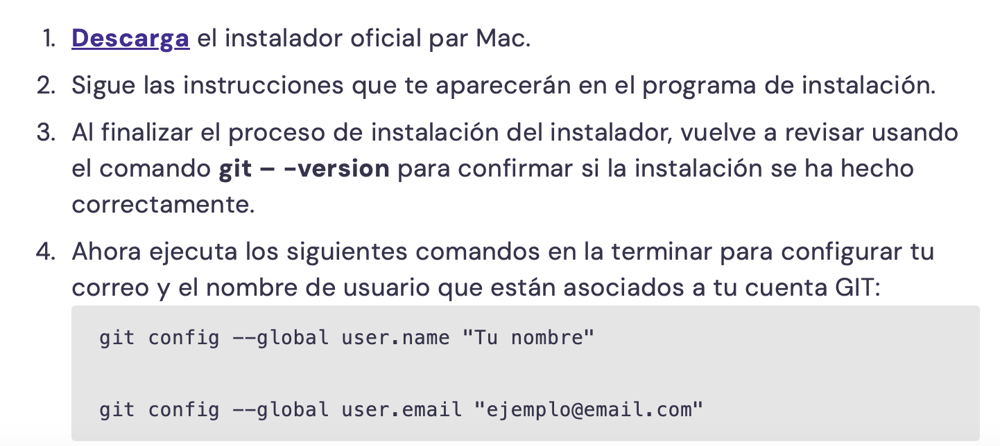 1. Descarga el instalador oficial par Mac.
2. Sigue las instrucciones que te aparecerán en el programa de instalación.
3. Al finalizar el proceso de instalación del instalador, vuelve a revisar usando
el comando git – -version para confirmar si la instalación se ha hecho
correctamente.
4. Ahora ejecuta los siguientes comandos en la terminar para configurar tu
correo y el nombre de usuario que están asociados a tu cuenta GIT:
git config --global user.name "Tu nombre"
git config --global user.email "ejemplo@email.com"